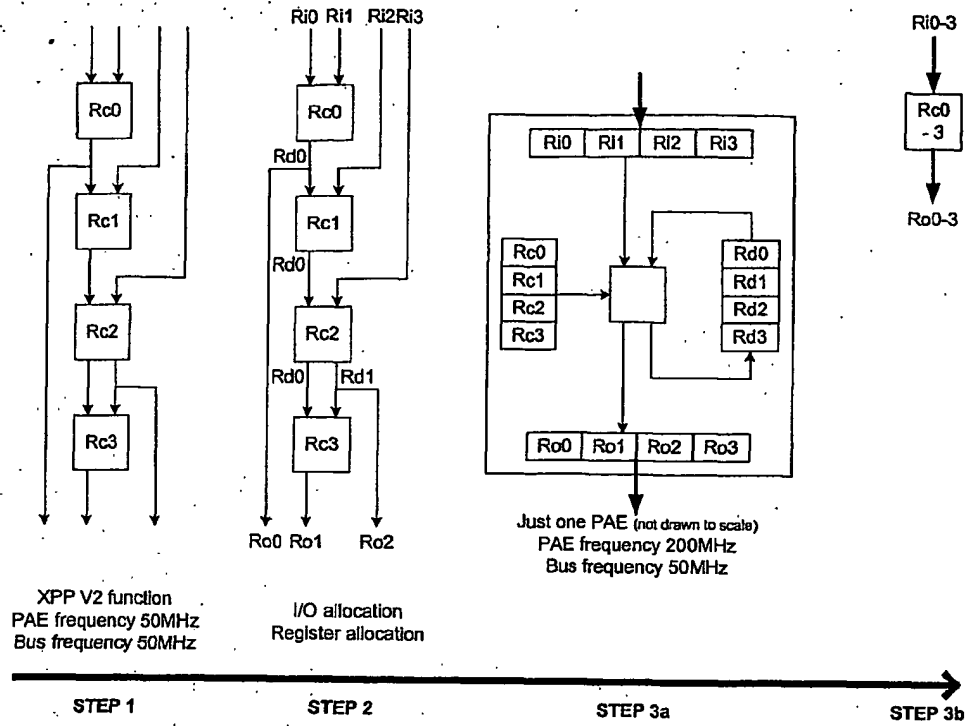 Rc0
Rc1
Rc2
Rc3
XPP V2 function
PAE frequency 50MHz
Bus frequency 50MHz
STEP 1
Ri0 Ri1 Ri2 Ri3
Rc0
Rd0
Rc1
Rd0
Rc2
Rd0 Rd1
Rc3
Ro0 Ro1 Ro2
I/O allocation
Register allocation
STEP 2
Ri0 Ri1 Ri2 Ri3
Rc0
Rc1
Rc2
Rc3
Rd0
Rd1
Rd2
Rd3
Ro0 Ro1 Ro2 Ro3
Just one PAE (not drawn to scale)
PAE frequency 200MHz
Bus frequency 50MHz
STEP 3a
Ri0-3
Rc0
- 3
Ro0-3
STEP 3b